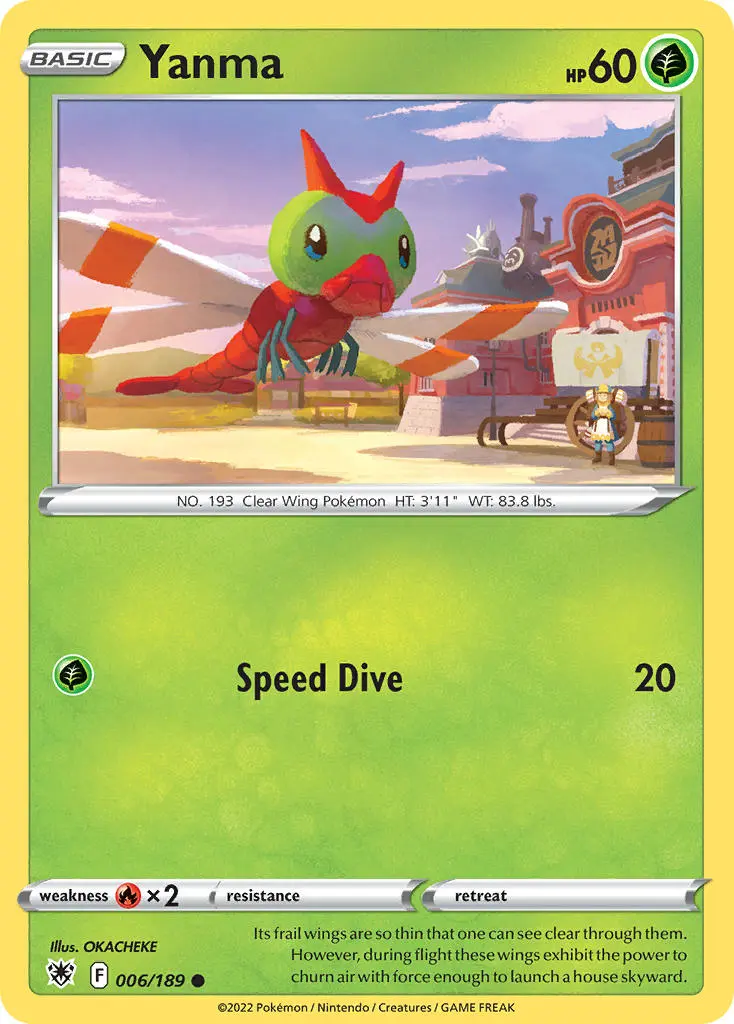 BASIC Yanma HP60
NO. 193 Clear Wing Pokémon HT: 3'11" WT: 83.8 lbs.
Speed Dive 20
weakness ×2 resistance retreat
Its frail wings are so thin that one can see clear through them.
However, during flight these wings exhibit the power to
churn air with force enough to launch a house skyward.
Illus. OKACHEKE
F 006/189
©2022 Pokémon / Nintendo / Creatures / GAME FREAK